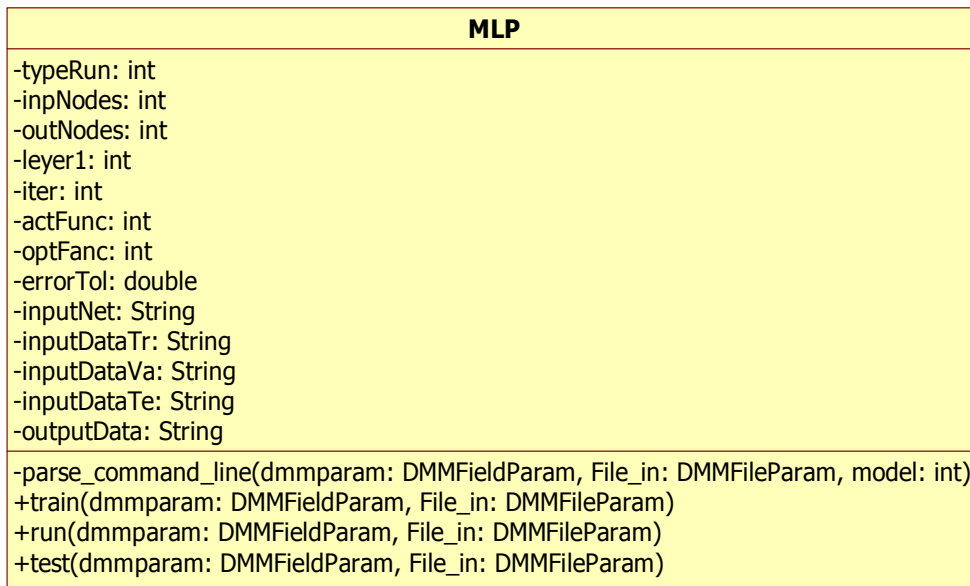 MLP
-typeRun: int
-inpNodes: int
-outNodes: int
-leyer1: int
-iter: int
-actFunc: int
-optFanc: int
-errorTol: double
-inputNet: String
-inputDataTr: String
-inputDataVa: String
-inputDataTe: String
-outputData: String
-parse_command_line(dmmparam: DMMFieldParam, File_in: DMMFileParam, model: int)
+train(dmmparam: DMMFieldParam, File_in: DMMFileParam)
+run(dmmparam: DMMFieldParam, File_in: DMMFileParam)
+test(dmmparam: DMMFieldParam, File_in: DMMFileParam)